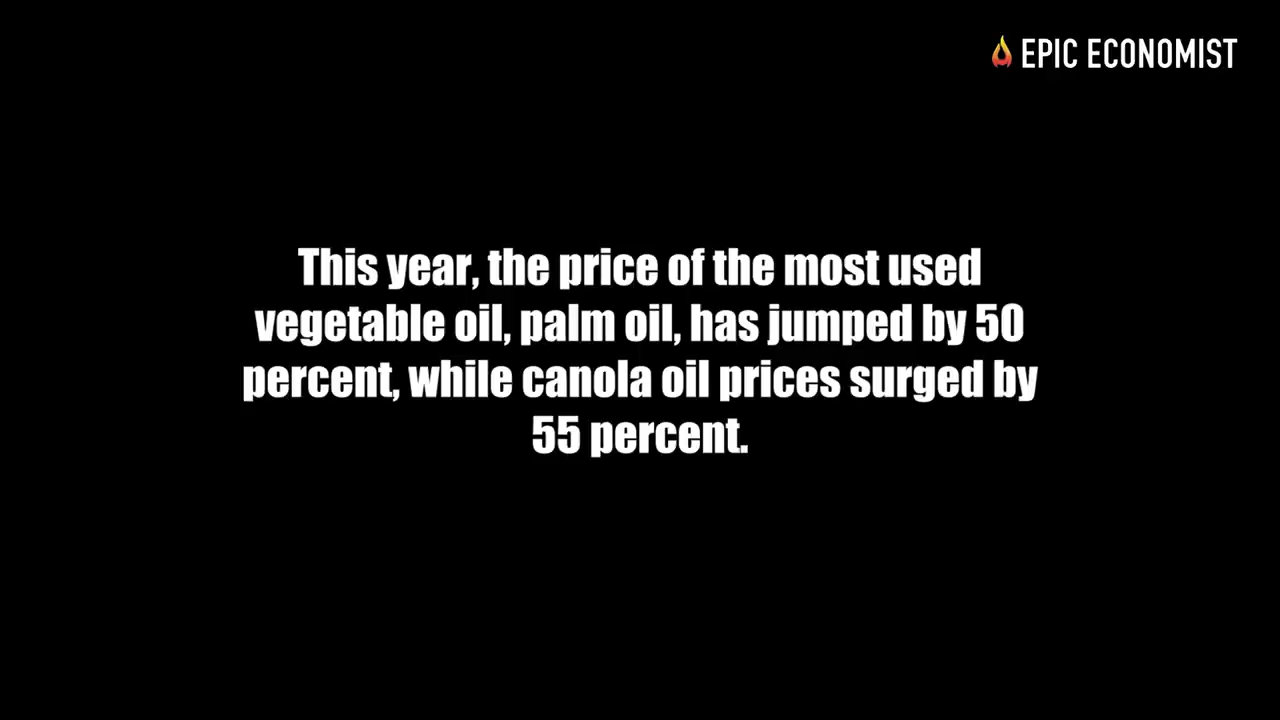 EPIC ECONOMIST
This year, the price of the most used
vegetable oil, palm oil, has jumped by 50
percent, while canola oil prices surged by
55 percent.